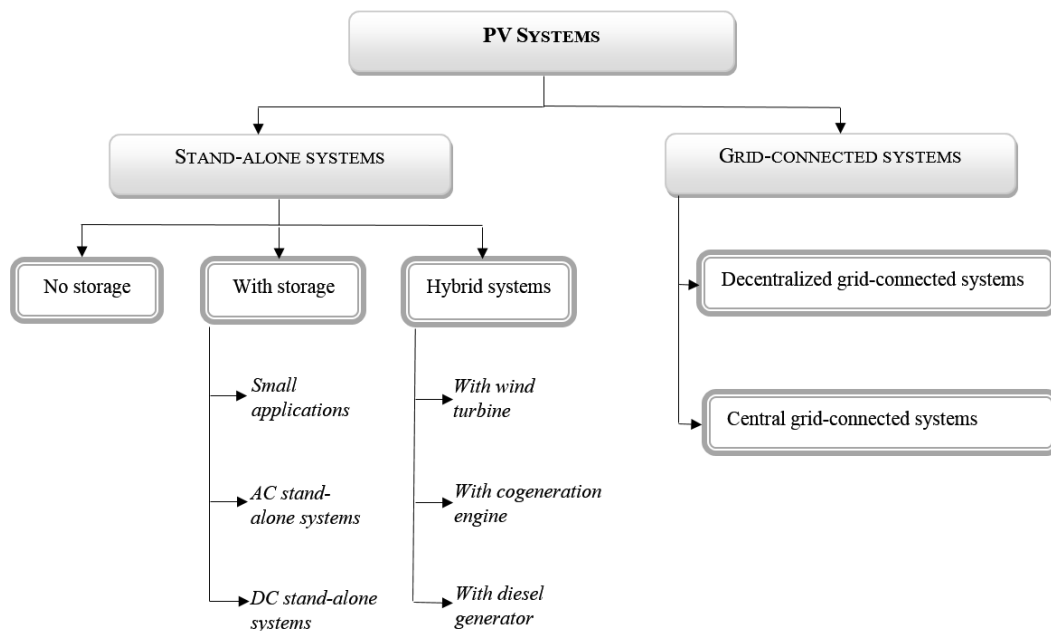 PV SYSTEMS
STAND-ALONE SYSTEMS
GRID-CONNECTED SYSTEMS
No storage
With storage
Hybrid systems
Decentralized grid-connected systems
Small
applications
With wind
turbine
Central grid-connected systems
AC stand-
alone systems
With cogeneration
engine
DC stand-alone
systems
With diesel
generator